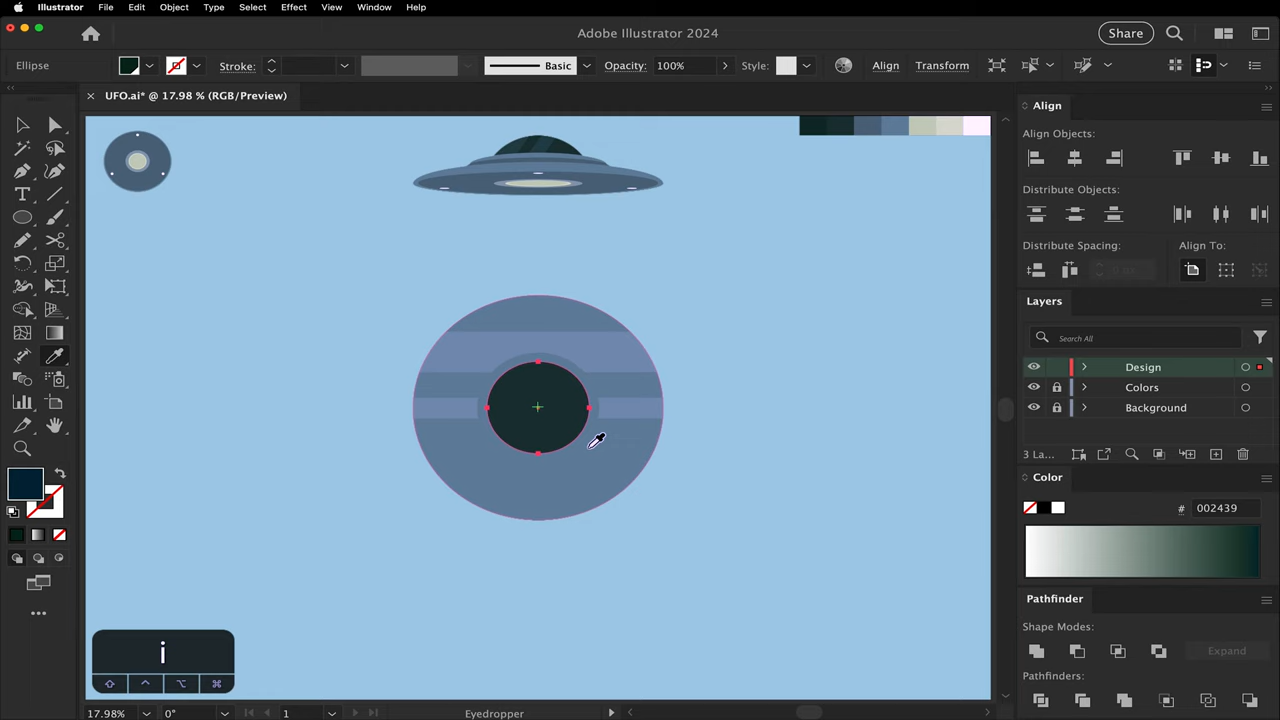 Illustrator File Edit Object Type Select Effect View Window Help
Adobe Illustrator 2024
Share
Ellipse
Stroke:
Basic
Opacity: 100%
Style:
Align
Transform
UFO.ai* @ 17.98 % (RGB/Preview)
Align
Align Objects:
Distribute Objects:
Distribute Spacing:
Align To:
0 px
Layers
Search All
Design
Colors
Background
3 La...
Color
# 002439
Pathfinder
Shape Modes:
Expand
Pathfinders:
i
17.98%
0°
1
Eyedropper